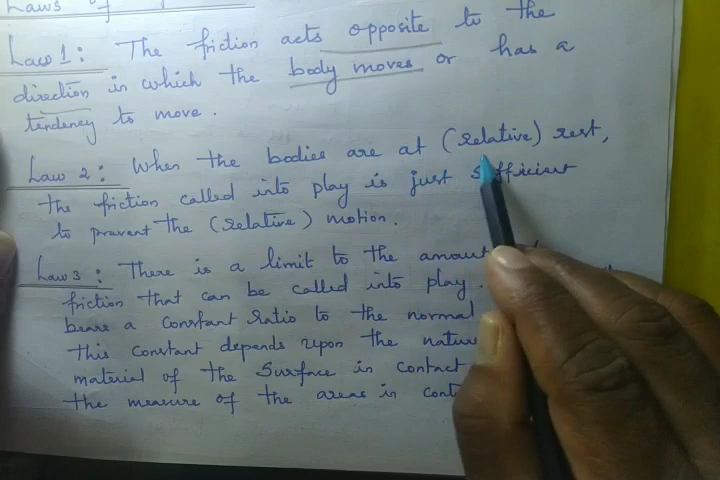 Laws of
Law 1: The friction acts opposite to the
direction in which the body moves or has a
tendency to move.
Law 2: When the bodies are at (relative) rest,
the friction called into play is just sufficient
to prevent the (relative) motion.
Law 3: There is a limit to the amount
friction that can be called into play.
bears a constant ratio to the normal
this constant depends upon the nature
material of the surface in contact
the measure of the areas in